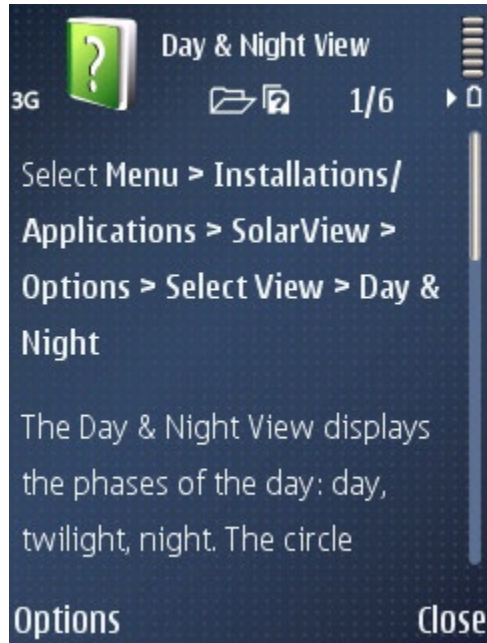 Day & Night View
3G
1/6
Select Menu > Installations/
Applications > SolarView >
Options > Select View > Day &
Night
The Day & Night View displays
the phases of the day: day,
twilight, night. The circle
Options Close